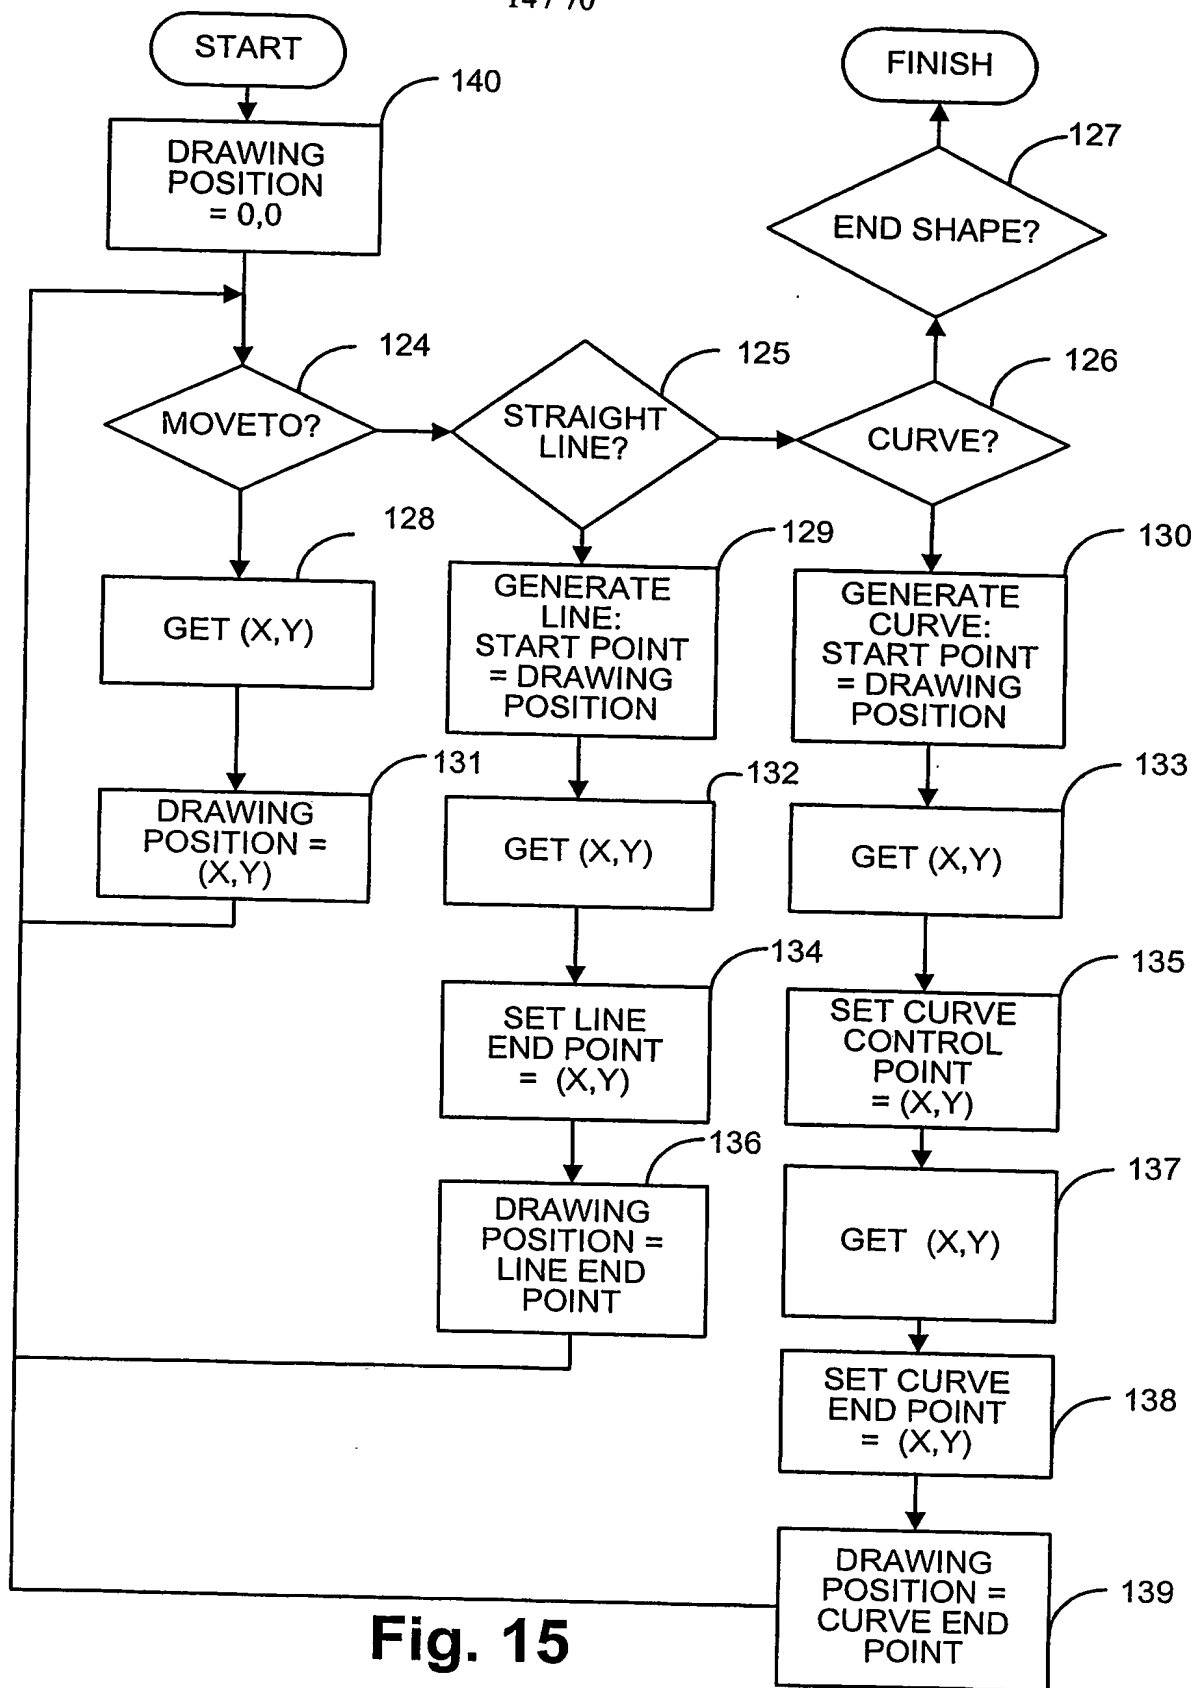 14 / 70
START
FINISH
140
DRAWING
POSITION
= 0,0
127
END SHAPE?
124
MOVETO?
125
STRAIGHT
LINE?
126
CURVE?
128
GET (X,Y)
129
GENERATE
LINE:
START POINT
= DRAWING
POSITION
130
GENERATE
CURVE:
START POINT
= DRAWING
POSITION
131
DRAWING
POSITION =
(X,Y)
132
GET (X,Y)
133
GET (X,Y)
134
SET LINE
END POINT
= (X,Y)
135
SET CURVE
CONTROL
POINT
= (X,Y)
136
DRAWING
POSITION =
LINE END
POINT
137
GET (X,Y)
138
SET CURVE
END POINT
= (X,Y)
139
DRAWING
POSITION =
CURVE END
POINT
Fig. 15